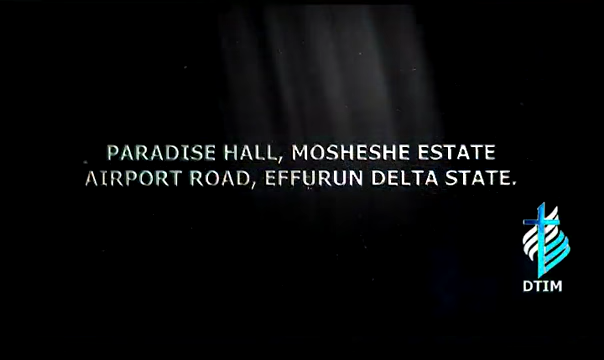 PARADISE HALL, MOSHESHE ESTATE
AIRPORT ROAD, EFFURUN DELTA STATE.
DTIM